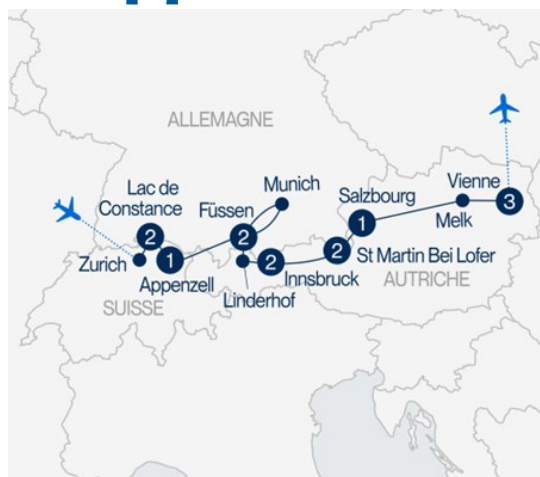 ALLEMAGNE
Lac de
Constance
2
Zurich
1
Appenzell
SUISSE
Füssen
2
Munich
Linderhof
2
Innsbruck
2
St Martin Bei Lofer
Salzbourg
1
AUTRICHE
Melk
Vienne
3